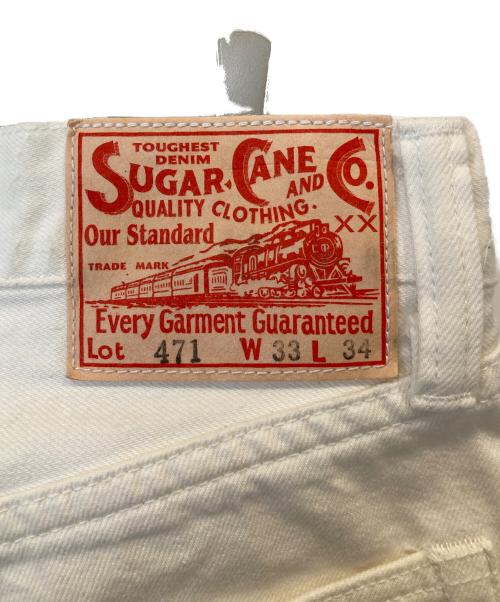 TOUGHEST
DENIM
SUGAR CANE AND CO.
QUALITY CLOTHING.
Our Standard XX
TRADE MARK
Every Garment Guaranteed
Lot 471 W 33 L 34